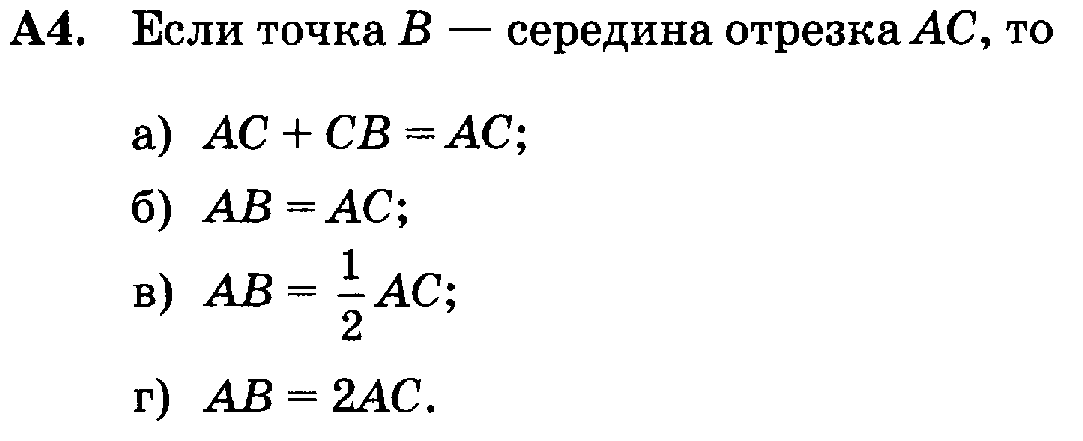 А4. Если точка B — середина отрезка AC, то
а) AC + CB = AC;
б) AB = AC;
в) AB = 1/2 AC;
г) AB = 2AC.